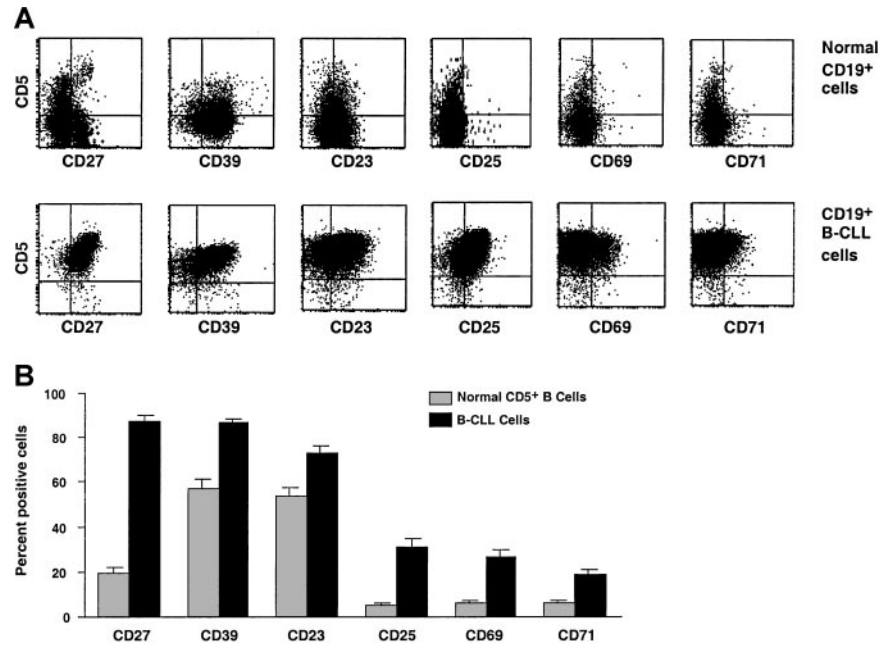 A
CD5
CD27 CD39 CD23 CD25 CD69 CD71
Normal
CD19+
cells
CD5
CD27 CD39 CD23 CD25 CD69 CD71
CD19+
B-CLL
cells
B
Percent positive cells
100
80
60
40
20
0
Normal CD5+ B Cells
B-CLL Cells
CD27 CD39 CD23 CD25 CD69 CD71